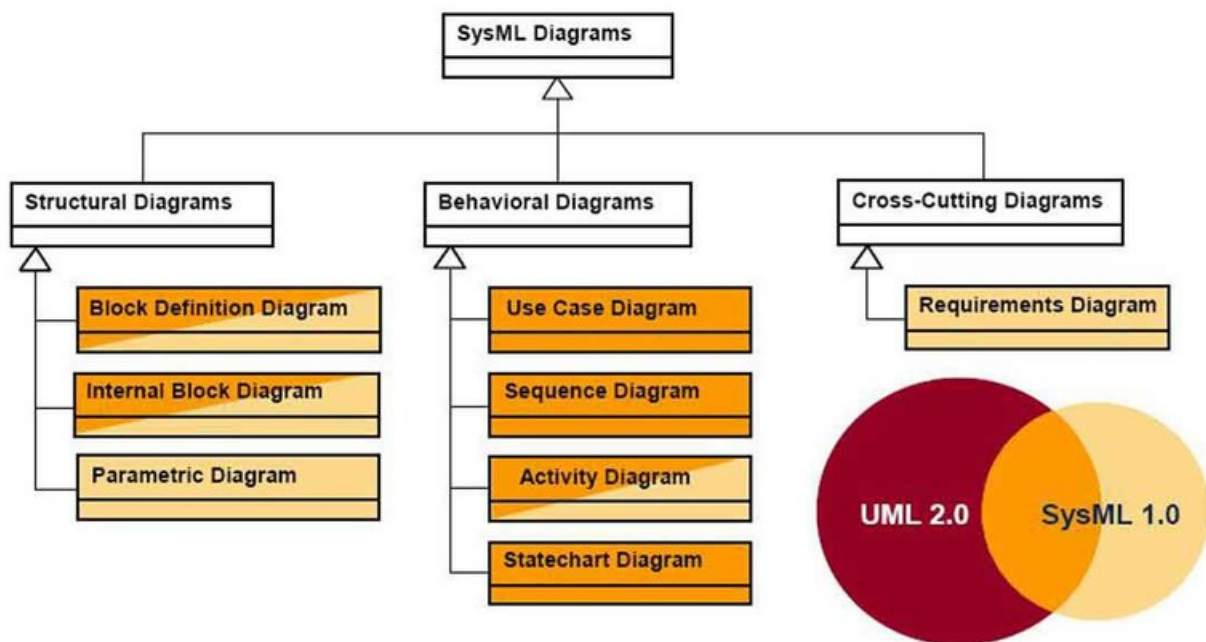 SysML Diagrams
Structural Diagrams
Behavioral Diagrams
Cross-Cutting Diagrams
Block Definition Diagram
Use Case Diagram
Requirements Diagram
Internal Block Diagram
Sequence Diagram
Parametric Diagram
Activity Diagram
UML 2.0
SysML 1.0
Statechart Diagram